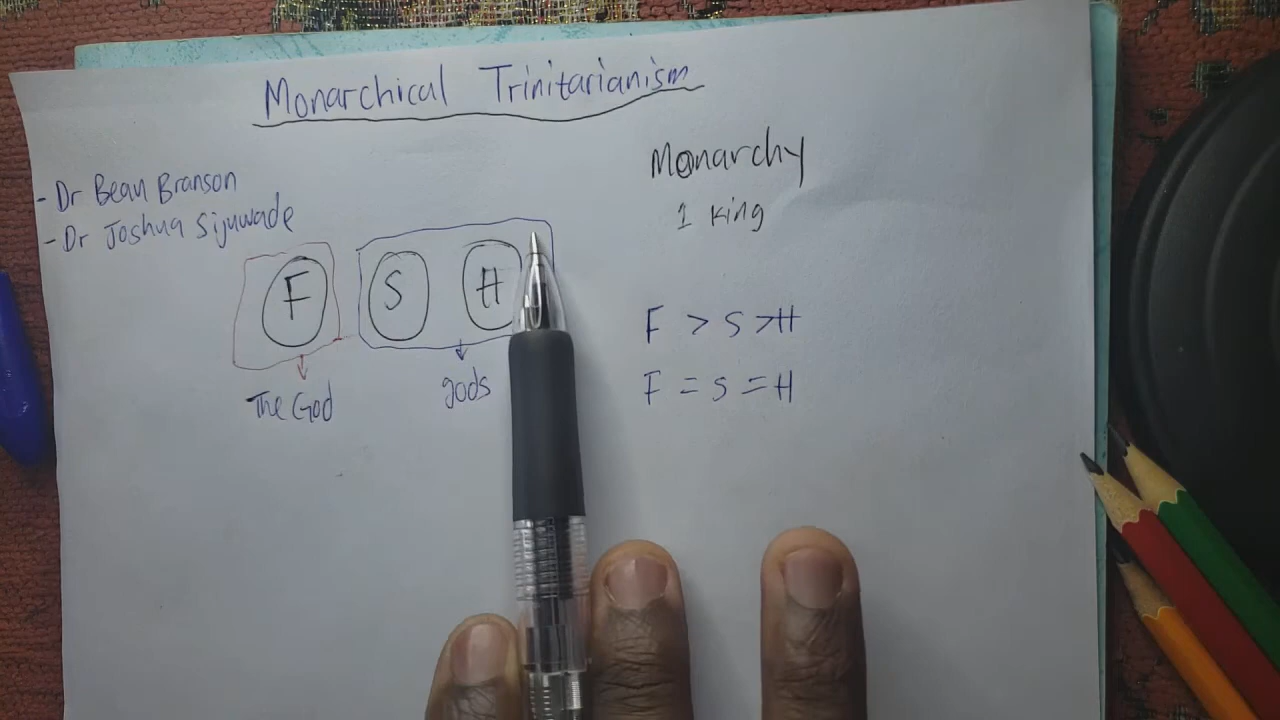 Monarchical Trinitarianism
- Dr Beau Branson
- Dr Joshua Sijuwade
Monarchy
1 king
F S H
The God
gods
F > S > H
F = S = H